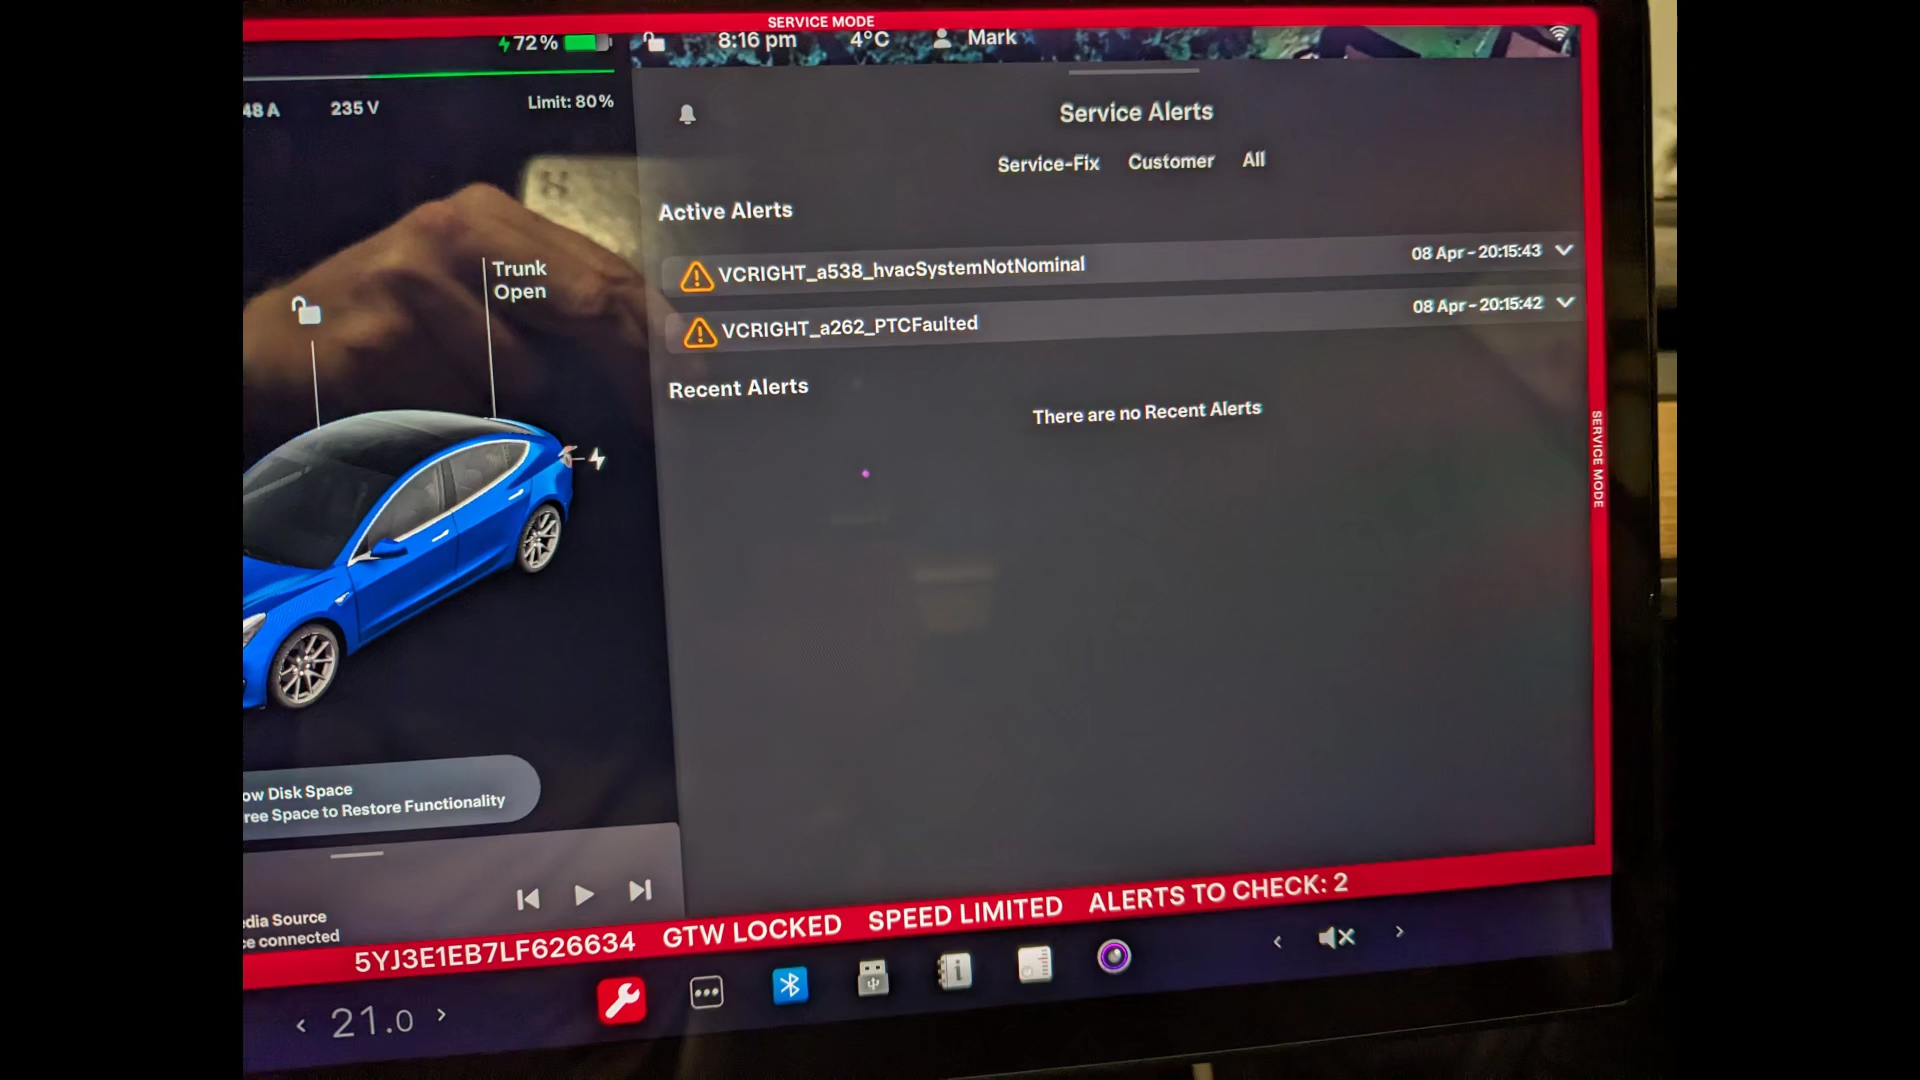 SERVICE MODE
72%
8:16 pm
4°C
Mark
48 A
235 V
Limit: 80%
Service Alerts
Service-Fix
Customer
All
Active Alerts
VCRIGHT_a538_hvacSystemNotNominal
08 Apr - 20:15:43
VCRIGHT_a262_PTCFaulted
08 Apr - 20:15:42
Recent Alerts
There are no Recent Alerts
Trunk
Open
SERVICE MODE
ow Disk Space
ree Space to Restore Functionality
dia Source
e connected
5YJ3E1EB7LF626634
GTW LOCKED
SPEED LIMITED
ALERTS TO CHECK: 2
21.0